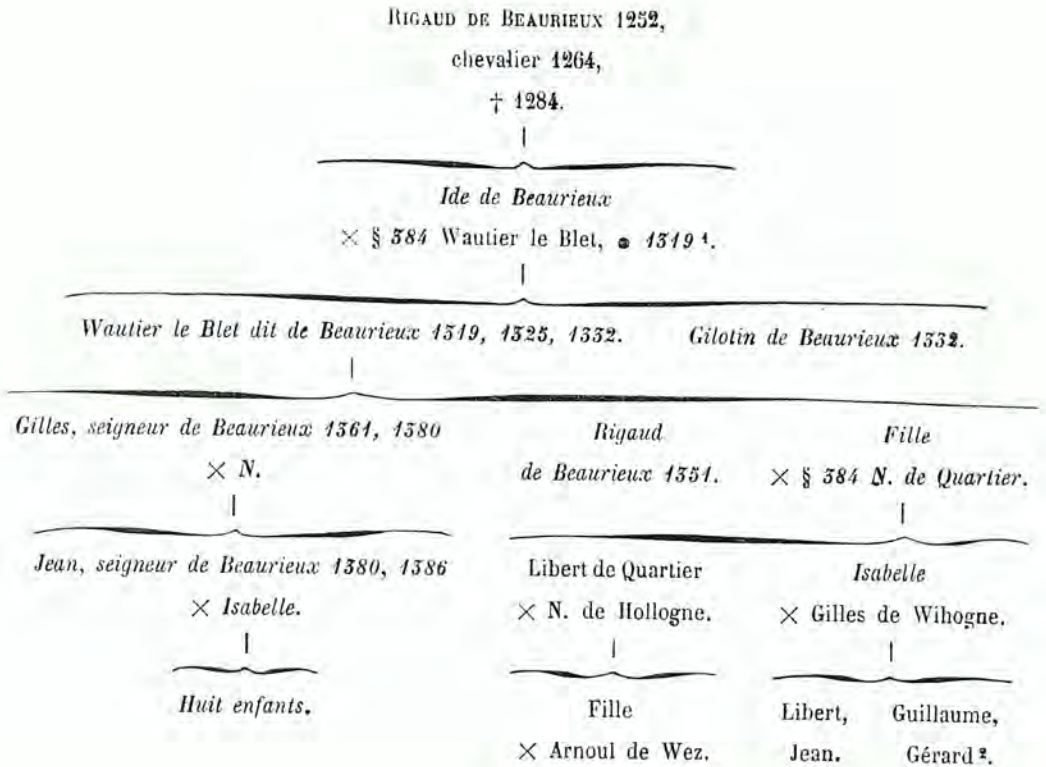 RIGAUD DE BEAURIEUX 1252,
chevalier 1264,
† 1284.
Ide de Beaurieux
× § 384 Wautier le Blet, ● 1319 ¹.
Wautier le Blet dit de Beaurieux 1319, 1325, 1332. Gilotin de Beaurieux 1332.
Gilles, seigneur de Beaurieux 1361, 1380 Rigaud Fille
× N. de Beaurieux 1351. × § 384 N. de Quartier.
Jean, seigneur de Beaurieux 1380, 1386 Libert de Quartier Isabelle
× Isabelle. × N. de Hollogne. × Gilles de Wihogne.
Huit enfants. Fille Libert, Guillaume,
× Arnoul de Wez. Jean. Gérard ².